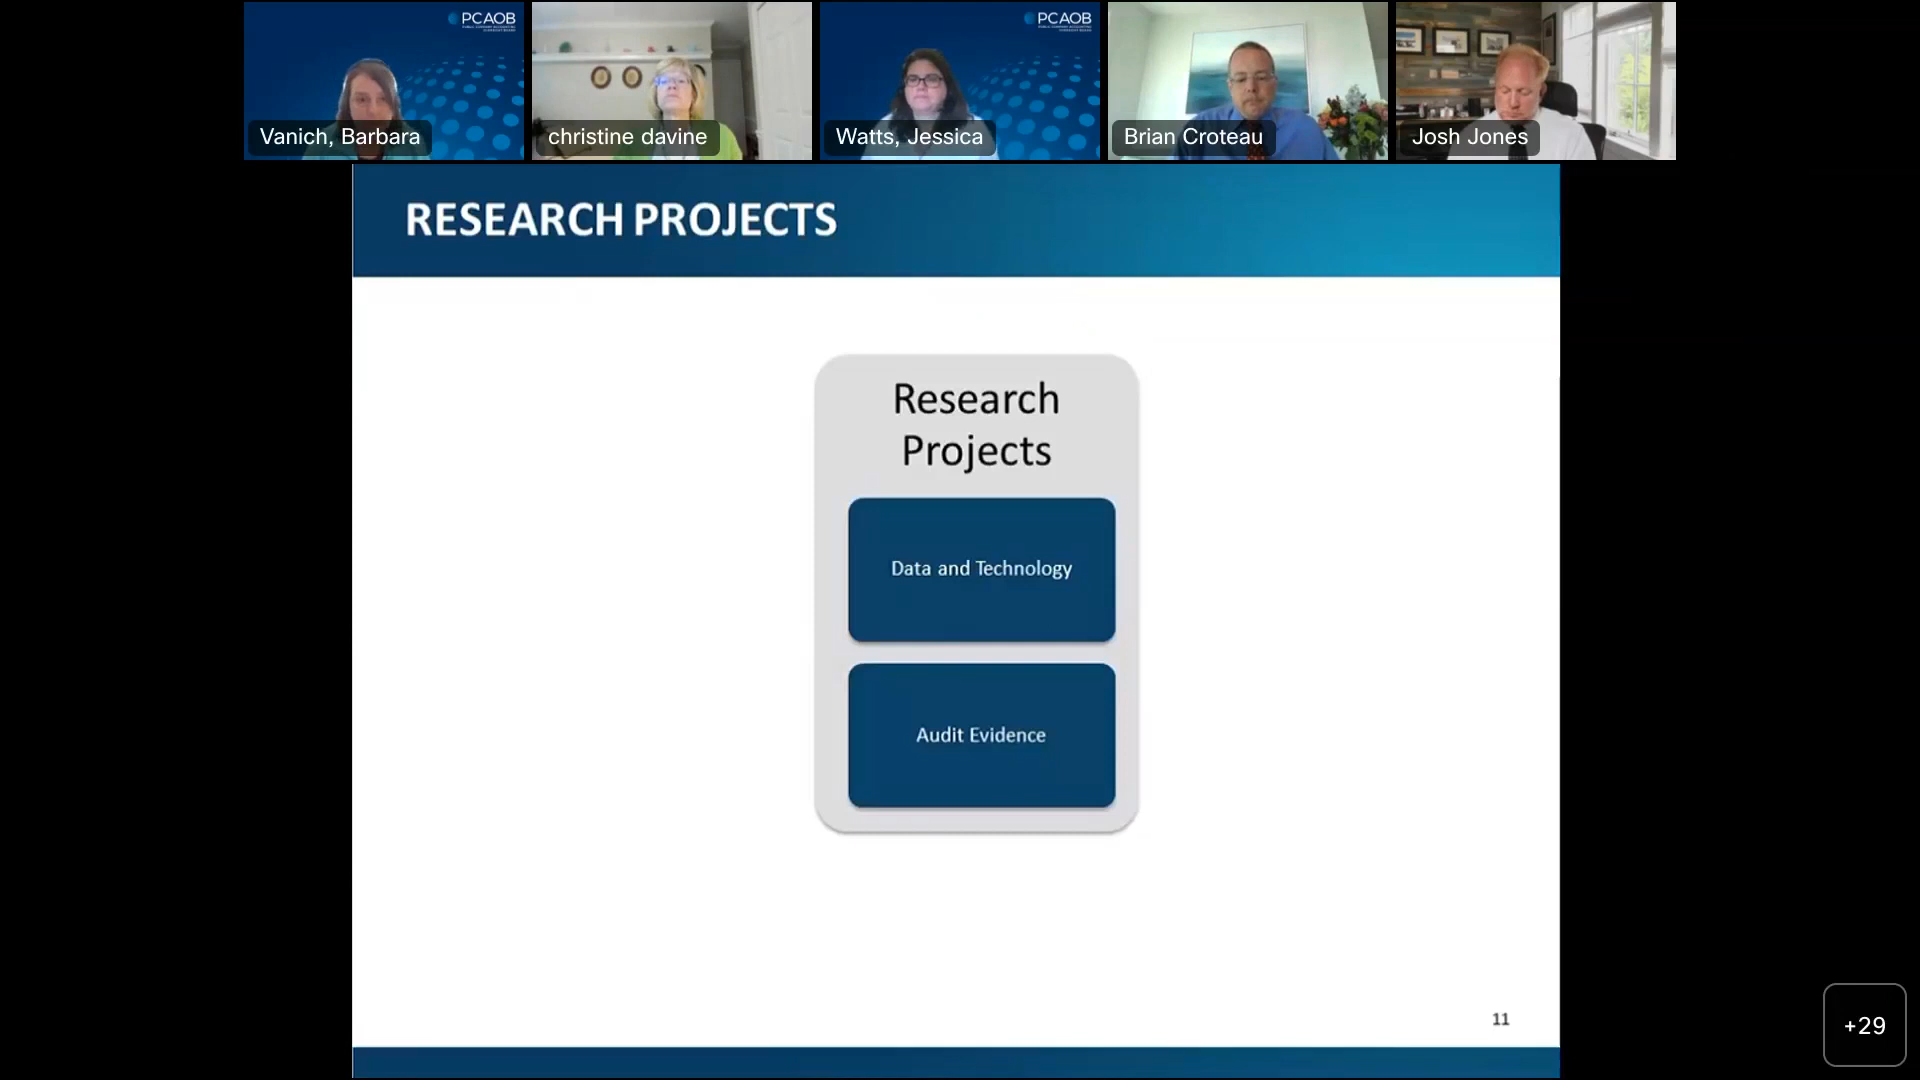 PCAOB
PCAOB
Vanich, Barbara
christine davine
Watts, Jessica
Brian Croteau
Josh Jones
RESEARCH PROJECTS
Research
Projects
Data and Technology
Audit Evidence
11
+29